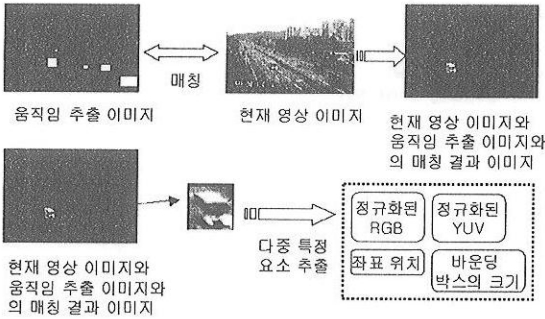 매칭
움직임 추출 이미지
현재 영상 이미지
현재 영상 이미지와
움직임 추출 이미지와
의 매칭 결과 이미지
현재 영상 이미지와
움직임 추출 이미지와
의 매칭 결과 이미지
다중 특정
요소 추출
정규화된
RGB
정규화된
YUV
좌표 위치
바운딩
박스의 크기